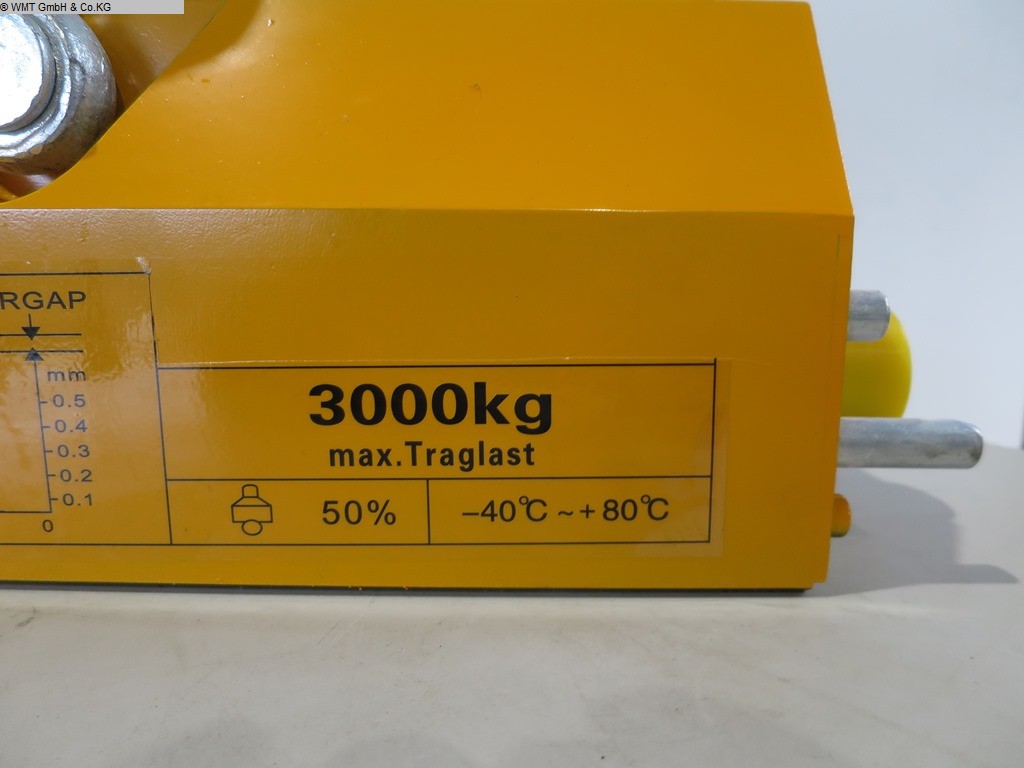 © WMT GmbH & Co.KG
RGAP
mm
0.5
0.4
0.3
0.2
0.1
0
3000kg
max.Traglast
50%
–40℃ ~ + 80℃